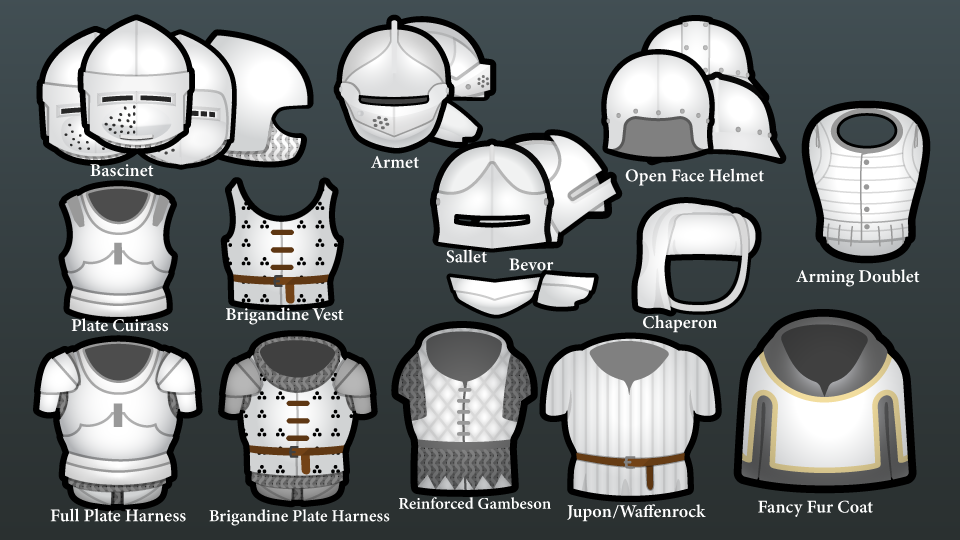 Bascinet
Armet
Open Face Helmet
Sallet
Bevor
Arming Doublet
Plate Cuirass
Brigandine Vest
Chaperon
Full Plate Harness
Brigandine Plate Harness
Reinforced Gambeson
Jupon/Waffenrock
Fancy Fur Coat